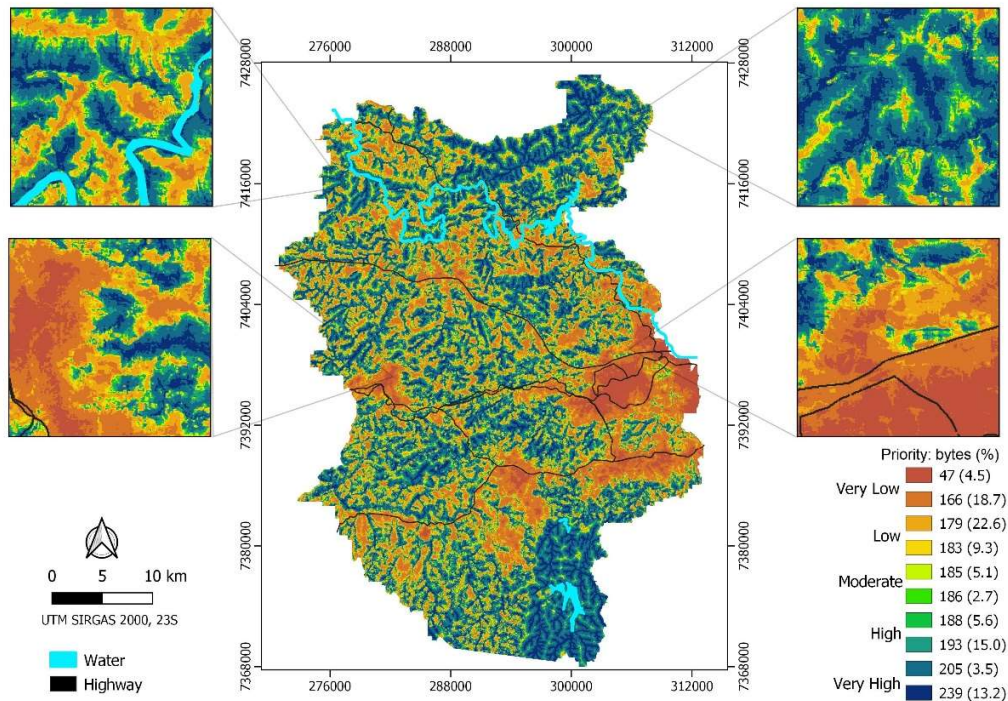 276000 288000 300000 312000
7428000 7428000
7416000 7416000
7404000 7404000
7392000 7392000
7380000 7380000
7368000 7368000
276000 288000 300000 312000
0 5 10 km
UTM SIRGAS 2000, 23S
Water
Highway
Priority: bytes (%)
Very Low
47 (4.5)
166 (18.7)
Low
179 (22.6)
183 (9.3)
Moderate
185 (5.1)
186 (2.7)
High
188 (5.6)
193 (15.0)
Very High
205 (3.5)
239 (13.2)